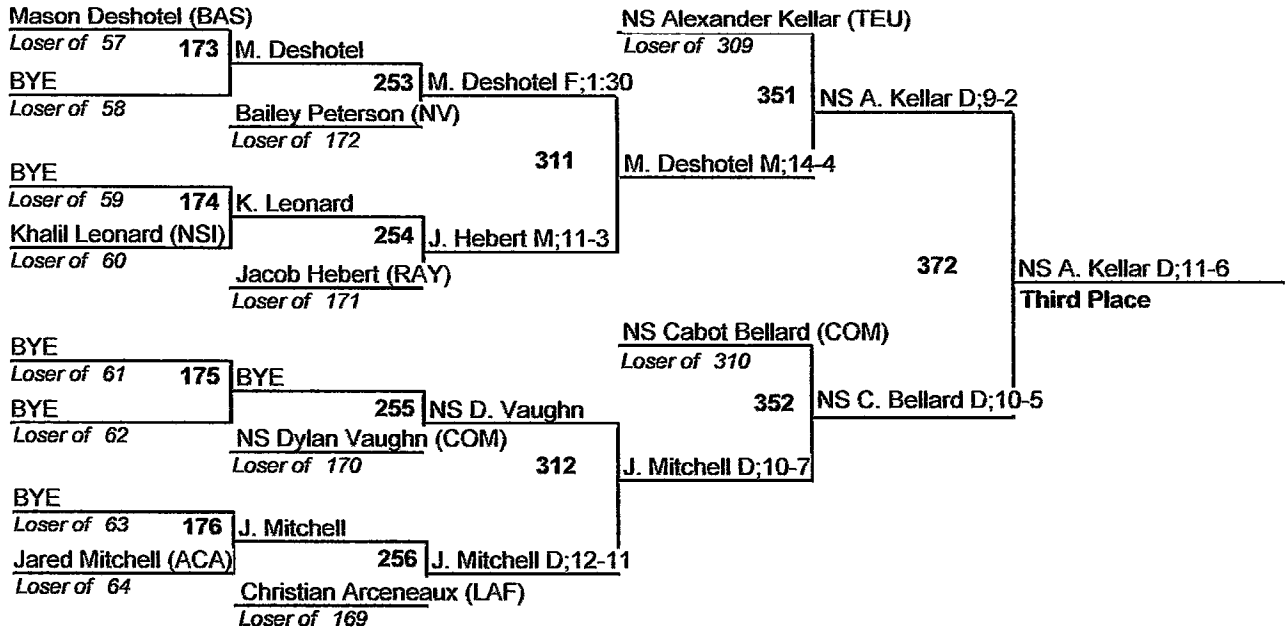 Mason Deshotel (BAS)
Loser of 57
173
M. Deshotel
BYE
Loser of 58
253
M. Deshotel F;1:30
Bailey Peterson (NV)
Loser of 172
311
M. Deshotel M;14-4
BYE
Loser of 59
174
K. Leonard
Khalil Leonard (NSI)
Loser of 60
254
J. Hebert M;11-3
Jacob Hebert (RAY)
Loser of 171
NS Alexander Kellar (TEU)
Loser of 309
351
NS A. Kellar D;9-2
372
NS A. Kellar D;11-6
Third Place
BYE
Loser of 61
175
BYE
BYE
Loser of 62
255
NS D. Vaughn
NS Dylan Vaughn (COM)
Loser of 170
312
J. Mitchell D;10-7
BYE
Loser of 63
176
J. Mitchell
Jared Mitchell (ACA)
Loser of 64
256
J. Mitchell D;12-11
Christian Arceneaux (LAF)
Loser of 169
NS Cabot Bellard (COM)
Loser of 310
352
NS C. Bellard D;10-5